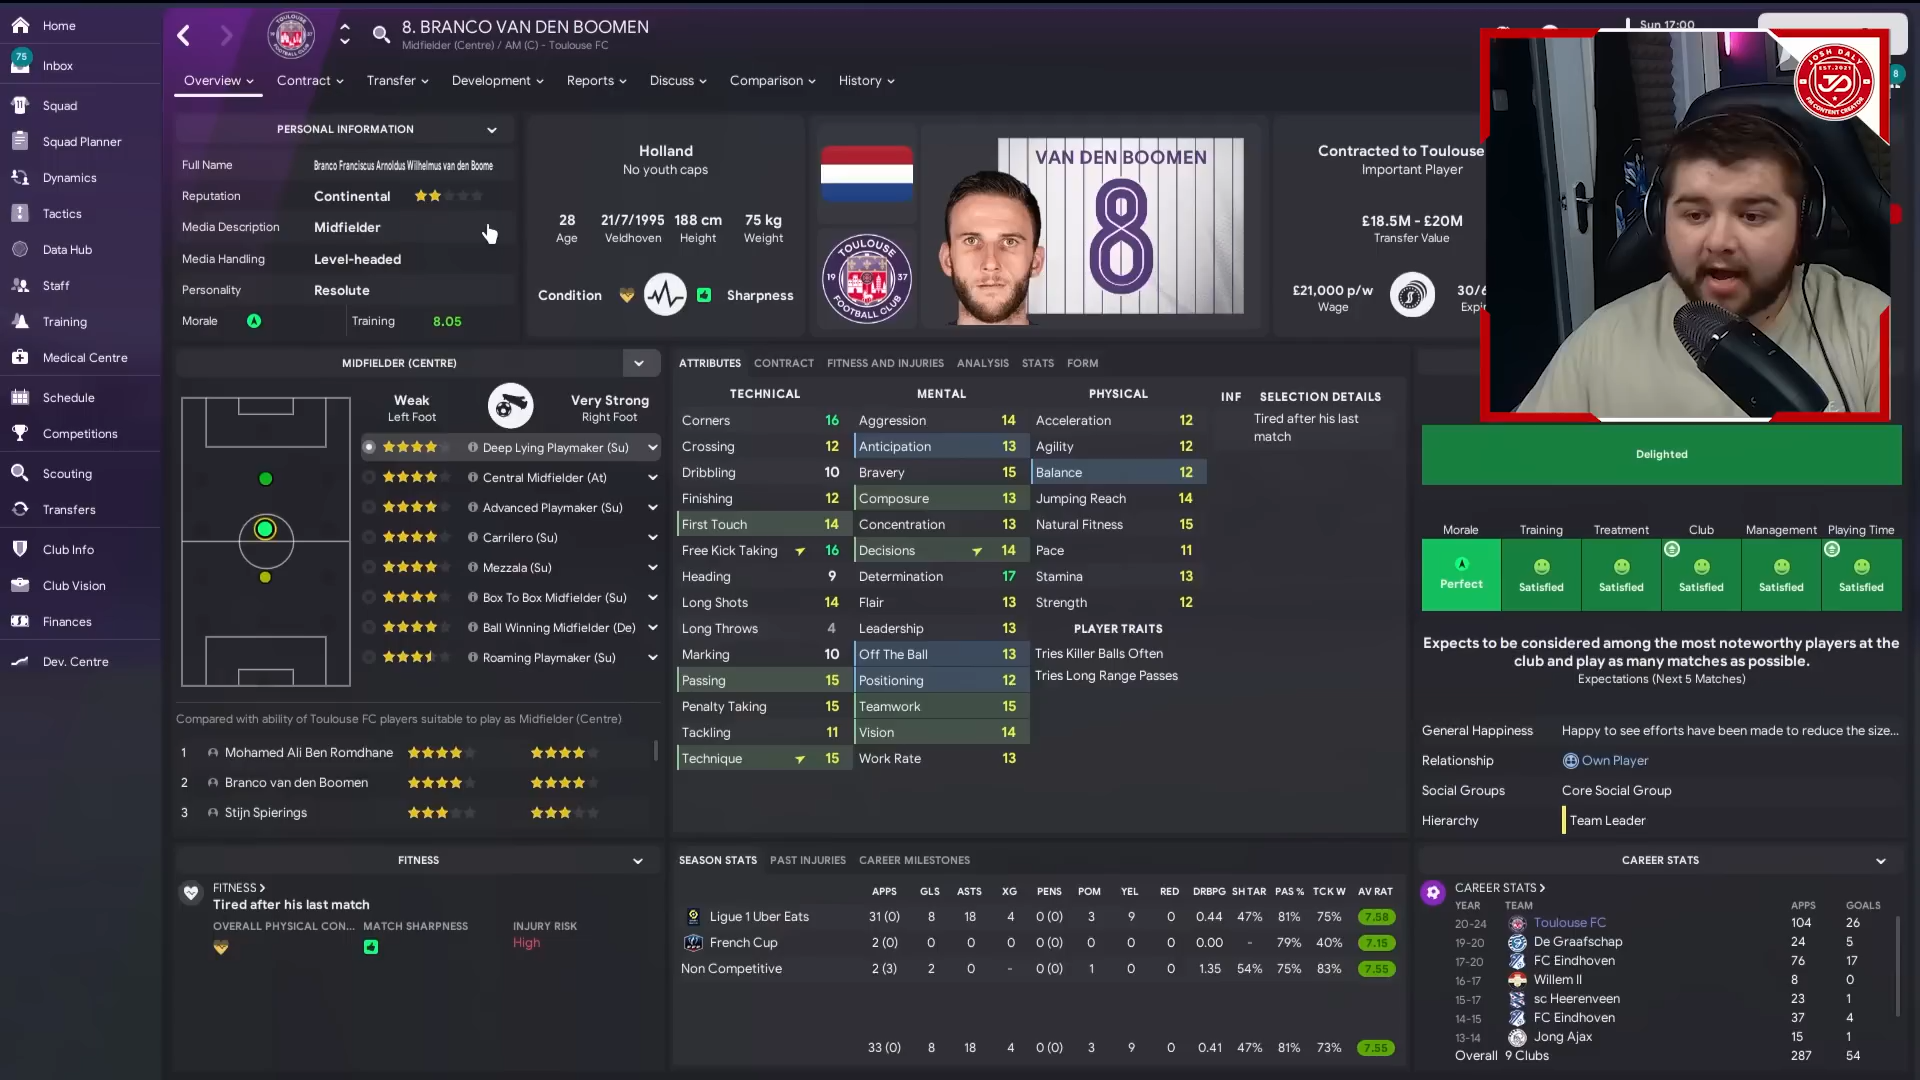 Home
75
Inbox
Squad
Squad Planner
Dynamics
Tactics
Data Hub
Staff
Training
Medical Centre
Schedule
Competitions
Scouting
Transfers
Club Info
Club Vision
Finances
Dev. Centre
8. BRANCO VAN DEN BOOMEN
Midfielder (Centre) / AM (C) - Toulouse FC
Sun 17:00
8
Overview Contract Transfer Development Reports Discuss Comparison History
JOSH DALY
EST.2021
JD
FM CONTENT CREATOR
PERSONAL INFORMATION
Full Name Branco Franciscus Arnoldus Wilhelmus van den Boome
Reputation Continental
Media Description Midfielder
Media Handling Level-headed
Personality Resolute
Morale Training 8.05
Holland
No youth caps
28 21/7/1995 188 cm 75 kg
Age Veldhoven Height Weight
Condition Sharpness
TOULOUSE
19 37
FOOTBALL CLUB
VAN DEN BOOMEN
8
Contracted to Toulouse
Important Player
£18.5M - £20M
Transfer Value
£21,000 p/w 30/6
Wage Expi
MIDFIELDER (CENTRE)
Weak Very Strong
Left Foot Right Foot
Deep Lying Playmaker (Su)
Central Midfielder (At)
Advanced Playmaker (Su)
Carrilero (Su)
Mezzala (Su)
Box To Box Midfielder (Su)
Ball Winning Midfielder (De)
Roaming Playmaker (Su)
Compared with ability of Toulouse FC players suitable to play as Midfielder (Centre)
1 Mohamed Ali Ben Romdhane
2 Branco van den Boomen
3 Stijn Spierings
ATTRIBUTES CONTRACT FITNESS AND INJURIES ANALYSIS STATS FORM
TECHNICAL MENTAL PHYSICAL INF SELECTION DETAILS
Corners 16 Aggression 14 Acceleration 12 Tired after his last
match
Crossing 12 Anticipation 13 Agility 12
Dribbling 10 Bravery 15 Balance 12
Finishing 12 Composure 13 Jumping Reach 14
First Touch 14 Concentration 13 Natural Fitness 15
Free Kick Taking 16 Decisions 14 Pace 11
Heading 9 Determination 17 Stamina 13
Long Shots 14 Flair 13 Strength 12
Long Throws 4 Leadership 13 PLAYER TRAITS
Marking 10 Off The Ball 13 Tries Killer Balls Often
Passing 15 Positioning 12 Tries Long Range Passes
Penalty Taking 15 Teamwork 15
Tackling 11 Vision 14
Technique 15 Work Rate 13
Delighted
Morale Training Treatment Club Management Playing Time
Perfect Satisfied Satisfied Satisfied Satisfied Satisfied
Expects to be considered among the most noteworthy players at the
club and play as many matches as possible.
Expectations (Next 5 Matches)
General Happiness Happy to see efforts have been made to reduce the size...
Relationship Own Player
Social Groups Core Social Group
Hierarchy Team Leader
FITNESS
FITNESS
Tired after his last match
OVERALL PHYSICAL CON... MATCH SHARPNESS INJURY RISK
High
SEASON STATS PAST INJURIES CAREER MILESTONES
APPS GLS ASTS XG PENS POM YEL RED DRBPG SH TAR PAS % TCK W AV RAT
Ligue 1 Uber Eats 31 (0) 8 18 4 0 (0) 3 9 0 0.44 47% 81% 75% 7.58
French Cup 2 (0) 0 0 0 0 (0) 0 0 0 0.00 - 79% 40% 7.15
Non Competitive 2 (3) 2 0 - 0 (0) 1 0 0 1.35 54% 75% 83% 7.55
33 (0) 8 18 4 0 (0) 3 9 0 0.41 47% 81% 73% 7.55
CAREER STATS
CAREER STATS
YEAR TEAM APPS GOALS
20-24 Toulouse FC 104 26
19-20 De Graafschap 24 5
17-20 FC Eindhoven 76 17
16-17 Willem II 8 0
15-17 sc Heerenveen 23 1
14-15 FC Eindhoven 37 4
13-14 Jong Ajax 15 1
Overall 9 Clubs 287 54